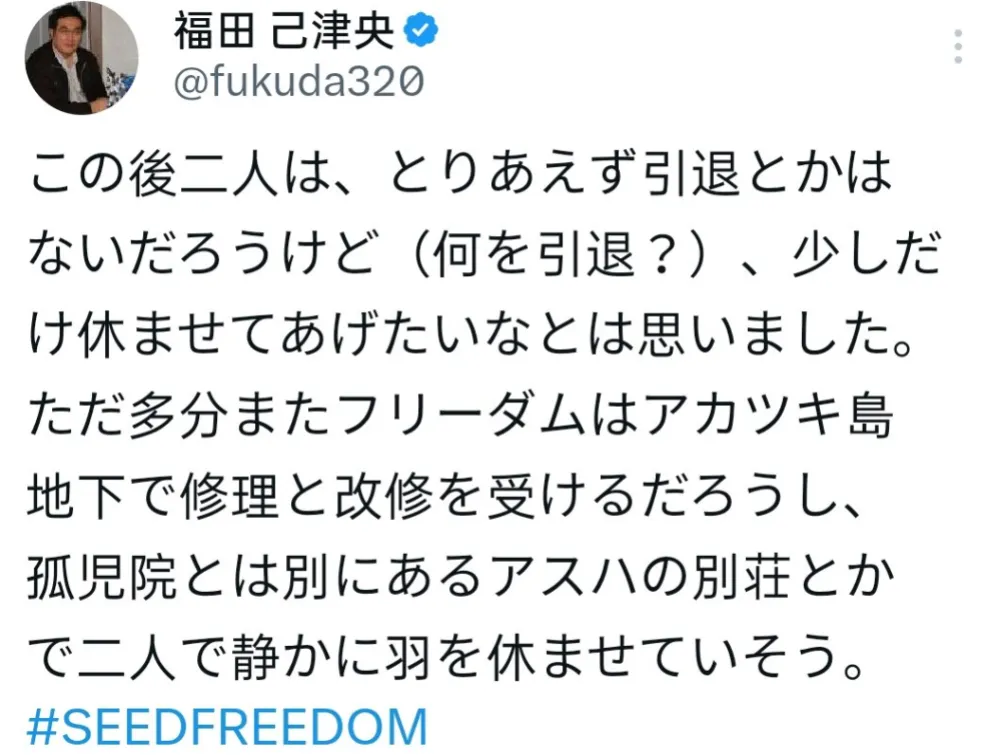 福田 己津央
@fukuda320
この後二人は、とりあえず引退とかは
ないだろうけど（何を引退？）、少しだ
け休ませてあげたいなとは思いました。
ただ多分またフリーダムはアカツキ島
地下で修理と改修を受けるだろうし、
孤児院とは別にあるアスハの別荘とか
で二人で静かに羽を休ませていそう。
#SEEDFREEDOM